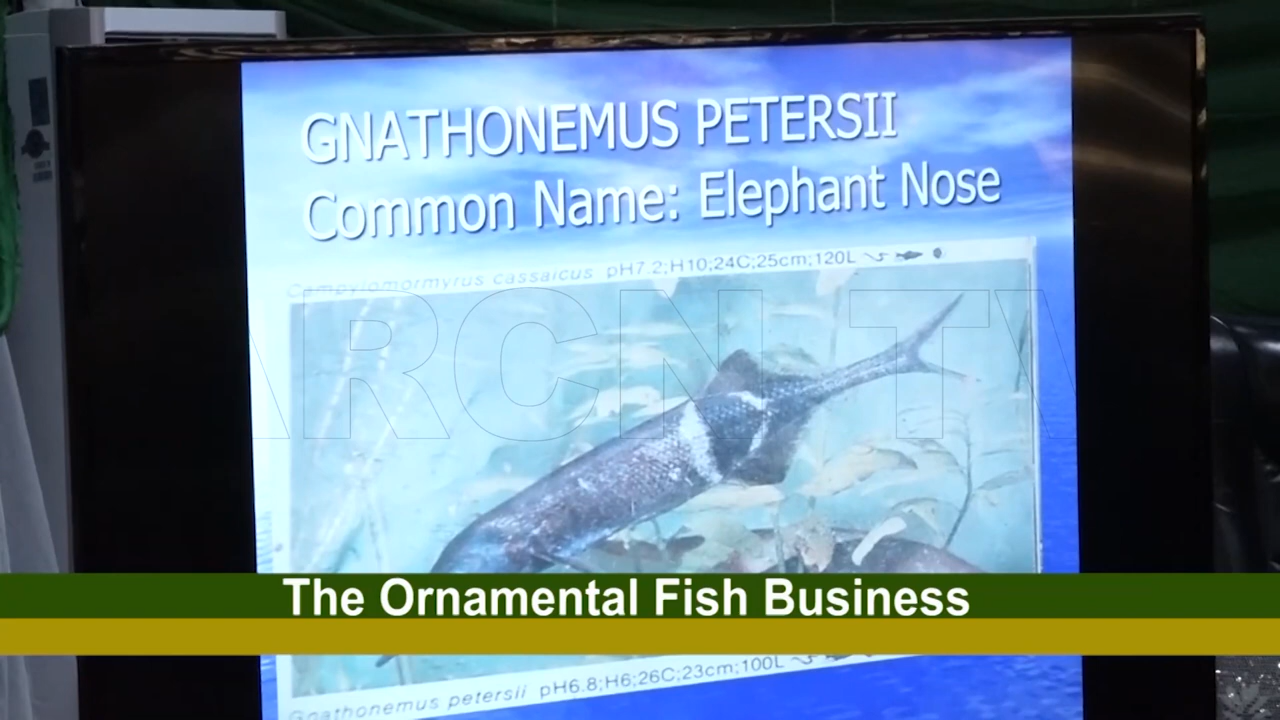 GNATHONEMUS PETERSII
Common Name: Elephant Nose
Campylomormyrus cassaicus pH7.2;H10;24C;25cm;120L
ARCN TV
The Ornamental Fish Business
Gnathonemus petersii pH6.8;H6;26C;23cm;100L